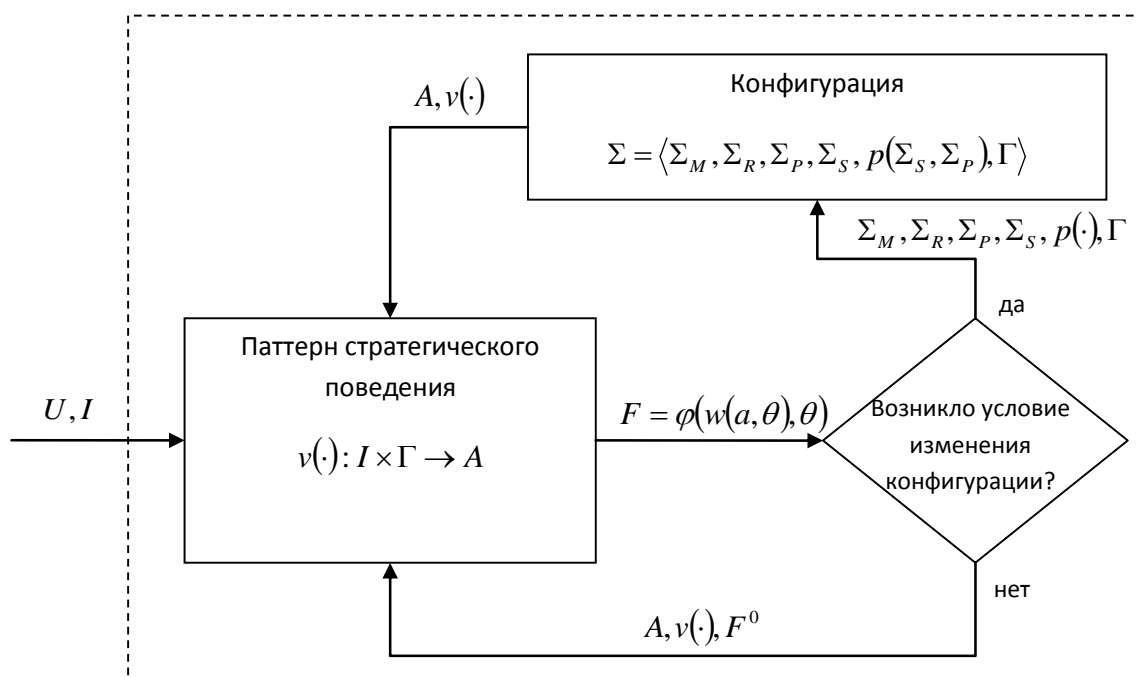 Конфигурация
A, v(·)
Σ = ⟨Σ_M, Σ_R, Σ_P, Σ_S, p(Σ_S, Σ_P), Γ⟩
Σ_M, Σ_R, Σ_P, Σ_S, p(·), Γ
да
Паттерн стратегического
поведения
U, I
F = φ(w(a, θ), θ)
Возникло условие
изменения
конфигурации?
v(·): I × Γ → A
нет
A, v(·), F⁰